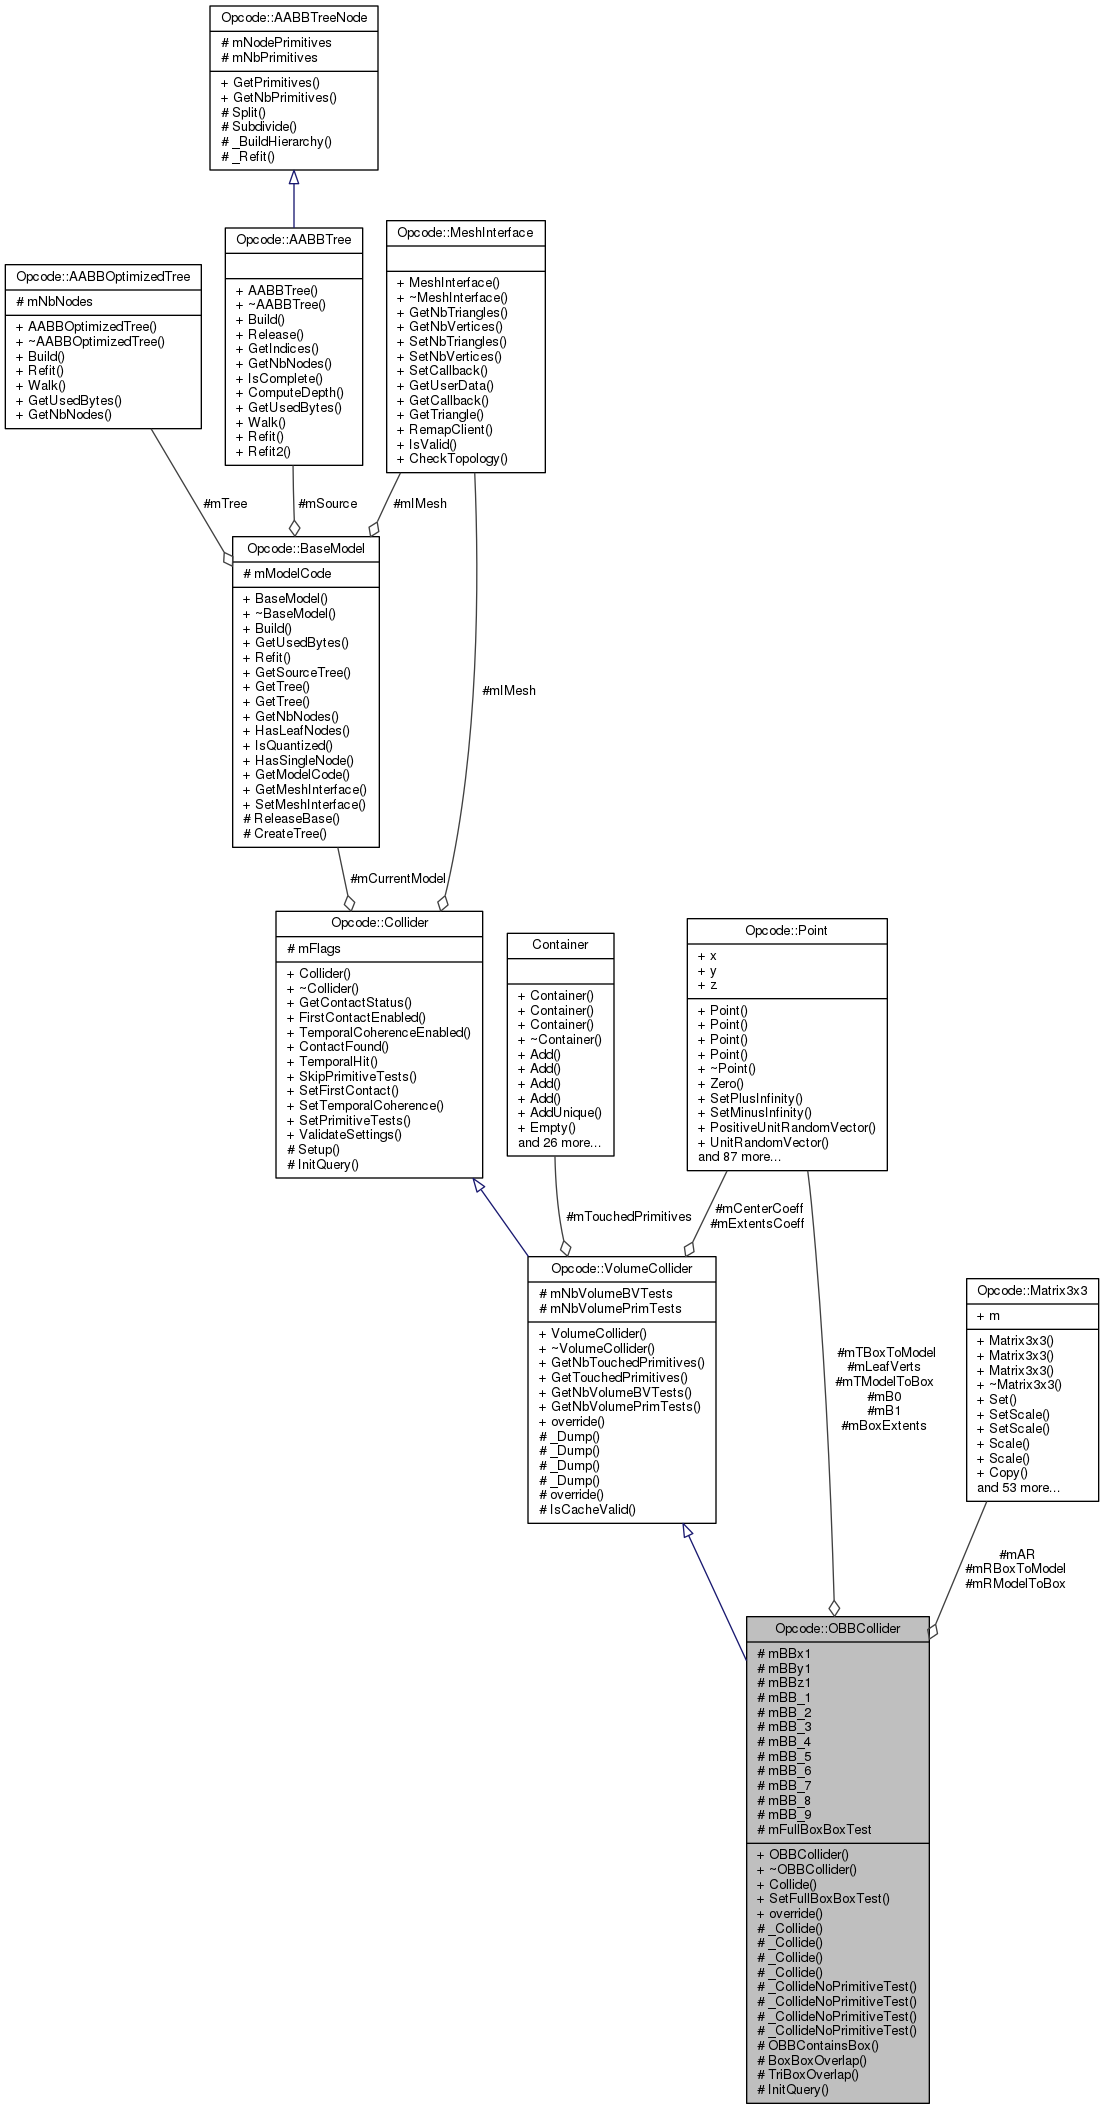 Opcode::AABBTreeNode
# mNodePrimitives
# mNbPrimitives
+ GetPrimitives()
+ GetNbPrimitives()
# Split()
# Subdivide()
# _BuildHierarchy()
# _Refit()
Opcode::AABBOptimizedTree
# mNbNodes
+ AABBOptimizedTree()
+ ~AABBOptimizedTree()
+ Build()
+ Refit()
+ Walk()
+ GetUsedBytes()
+ GetNbNodes()
Opcode::AABBTree
+ AABBTree()
+ ~AABBTree()
+ Build()
+ Release()
+ GetIndices()
+ GetNbNodes()
+ IsComplete()
+ ComputeDepth()
+ GetUsedBytes()
+ Walk()
+ Refit()
+ Refit2()
Opcode::MeshInterface
+ MeshInterface()
+ ~MeshInterface()
+ GetNbTriangles()
+ GetNbVertices()
+ SetNbTriangles()
+ SetNbVertices()
+ SetCallback()
+ GetUserData()
+ GetCallback()
+ GetTriangle()
+ RemapClient()
+ IsValid()
+ CheckTopology()
#mTree
#mSource
#mIMesh
Opcode::BaseModel
# mModelCode
+ BaseModel()
+ ~BaseModel()
+ Build()
+ GetUsedBytes()
+ Refit()
+ GetSourceTree()
+ GetTree()
+ GetTree()
+ GetNbNodes()
+ HasLeafNodes()
+ IsQuantized()
+ HasSingleNode()
+ GetModelCode()
+ GetMeshInterface()
+ SetMeshInterface()
# ReleaseBase()
# CreateTree()
#mIMesh
#mCurrentModel
Opcode::Collider
# mFlags
+ Collider()
+ ~Collider()
+ GetContactStatus()
+ FirstContactEnabled()
+ TemporalCoherenceEnabled()
+ ContactFound()
+ TemporalHit()
+ SkipPrimitiveTests()
+ SetFirstContact()
+ SetTemporalCoherence()
+ SetPrimitiveTests()
+ ValidateSettings()
# Setup()
# InitQuery()
Container
+ Container()
+ Container()
+ Container()
+ ~Container()
+ Add()
+ Add()
+ Add()
+ Add()
+ AddUnique()
+ Empty()
and 26 more...
Opcode::Point
+ x
+ y
+ z
+ Point()
+ Point()
+ Point()
+ Point()
+ ~Point()
+ Zero()
+ SetPlusInfinity()
+ SetMinusInfinity()
+ PositiveUnitRandomVector()
+ UnitRandomVector()
and 87 more...
#mTouchedPrimitives
#mCenterCoeff
#mExtentsCoeff
Opcode::VolumeCollider
# mNbVolumeBVTests
# mNbVolumePrimTests
+ VolumeCollider()
+ ~VolumeCollider()
+ GetNbTouchedPrimitives()
+ GetTouchedPrimitives()
+ GetNbVolumeBVTests()
+ GetNbVolumePrimTests()
+ override()
# _Dump()
# _Dump()
# _Dump()
# _Dump()
# override()
# IsCacheValid()
#mTBoxToModel
#mLeafVerts
#mTModelToBox
#mB0
#mB1
#mBoxExtents
Opcode::Matrix3x3
+ m
+ Matrix3x3()
+ Matrix3x3()
+ Matrix3x3()
+ ~Matrix3x3()
+ Set()
+ SetScale()
+ SetScale()
+ Scale()
+ Scale()
+ Copy()
and 53 more...
#mAR
#mRBoxToModel
#mRModelToBox
Opcode::OBBCollider
# mBBx1
# mBBy1
# mBBz1
# mBB_1
# mBB_2
# mBB_3
# mBB_4
# mBB_5
# mBB_6
# mBB_7
# mBB_8
# mBB_9
# mFullBoxBoxTest
+ OBBCollider()
+ ~OBBCollider()
+ Collide()
+ SetFullBoxBoxTest()
+ override()
# _Collide()
# _Collide()
# _Collide()
# _Collide()
# _CollideNoPrimitiveTest()
# _CollideNoPrimitiveTest()
# _CollideNoPrimitiveTest()
# _CollideNoPrimitiveTest()
# OBBContainsBox()
# BoxBoxOverlap()
# TriBoxOverlap()
# InitQuery()